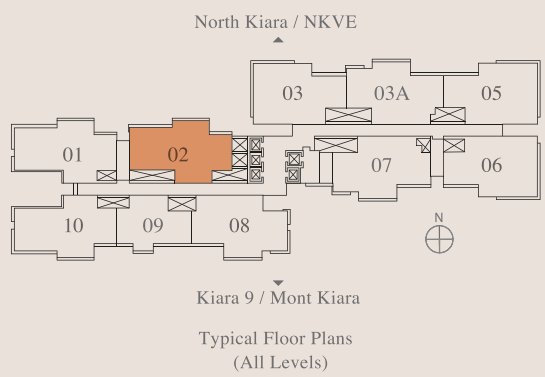 North Kiara / NKVE
03 03A 05
01 02
07 06
10 09 08
N
Kiara 9 / Mont Kiara
Typical Floor Plans
(All Levels)